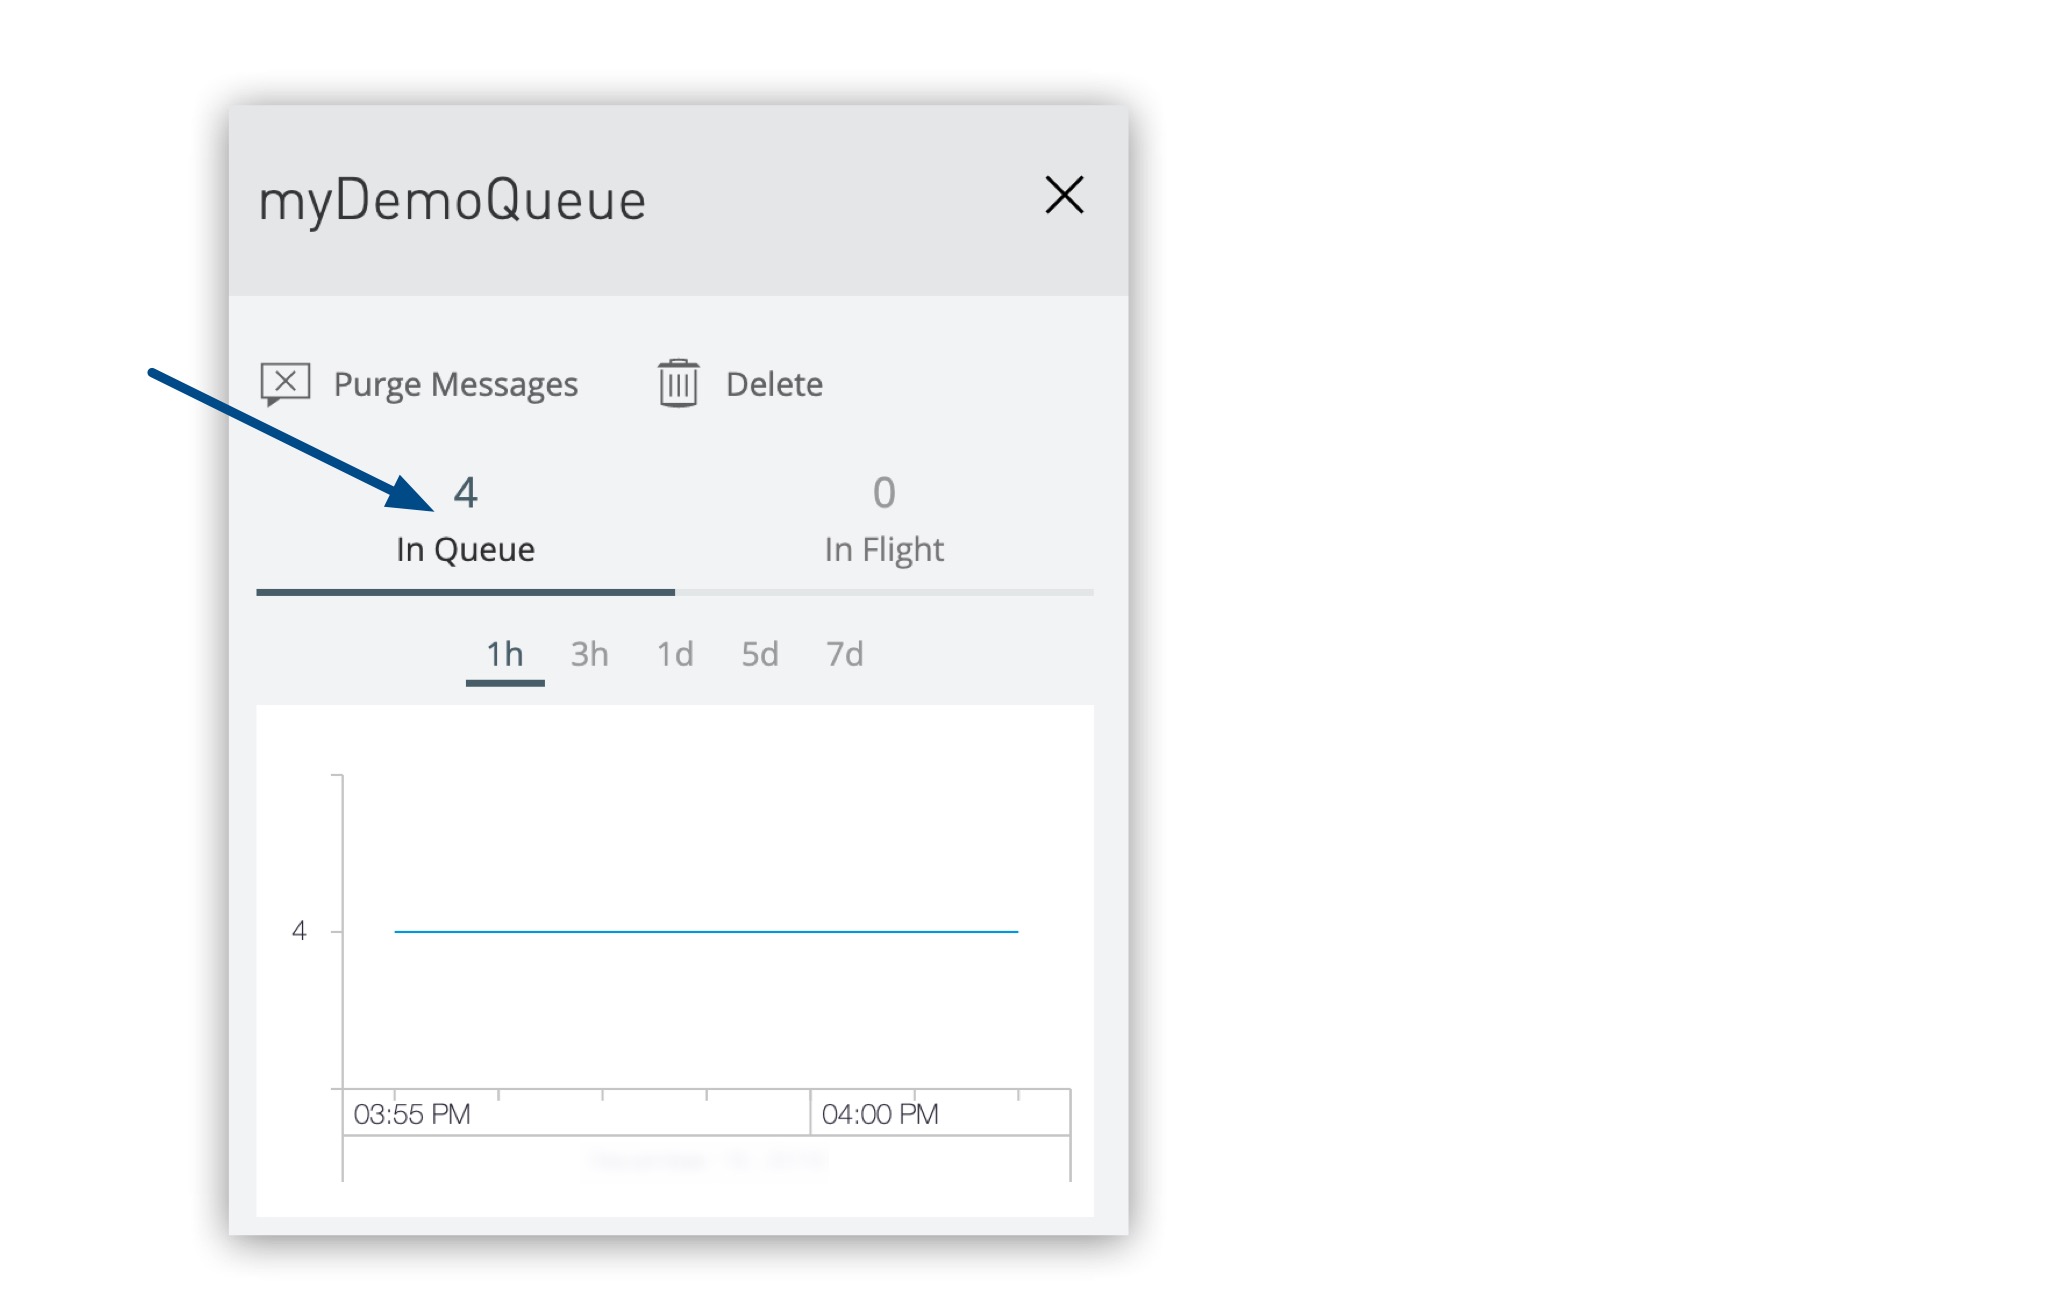 myDemoQueue
Purge Messages Delete
4 0
In Queue In Flight
1h 3h 1d 5d 7d
4
03:55 PM 04:00 PM